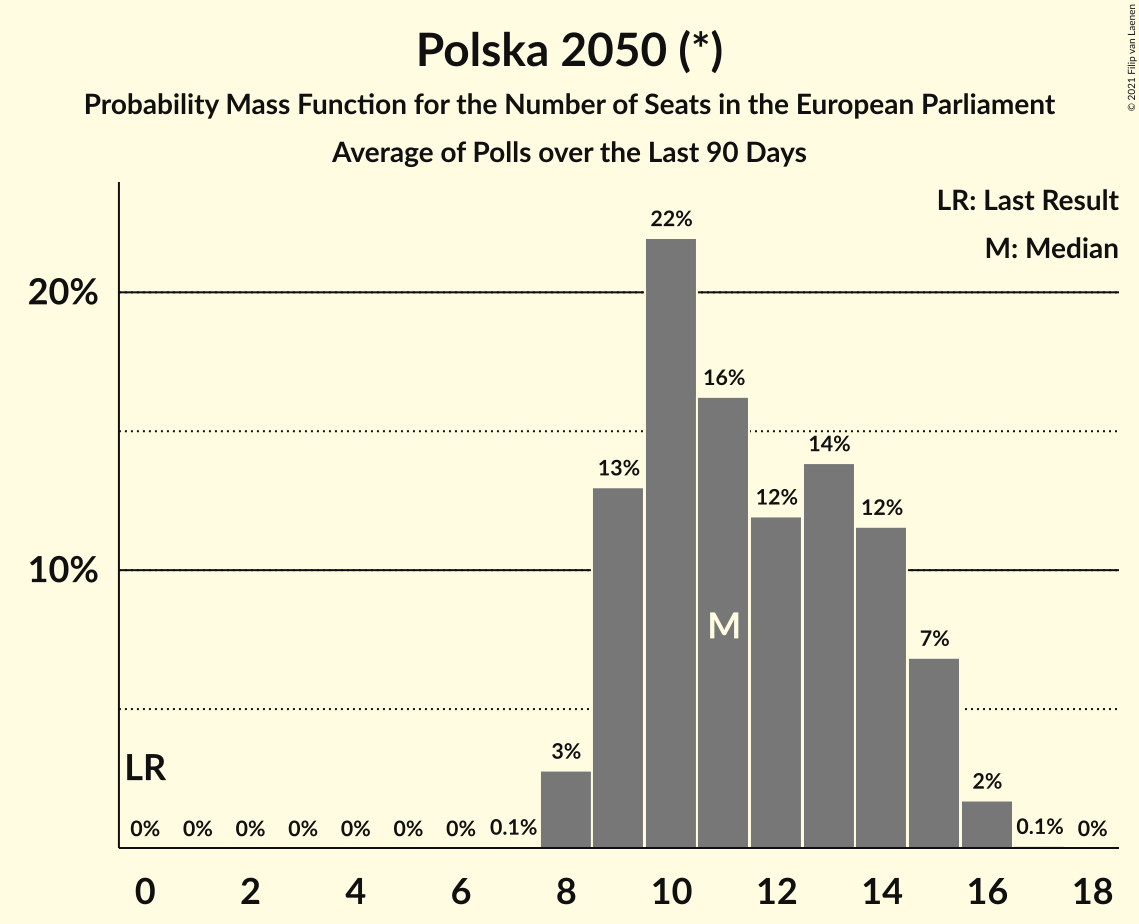 Polska 2050 (*)
Probability Mass Function for the Number of Seats in the European Parliament
Average of Polls over the Last 90 Days
© 2021 Filip van Laenen
LR: Last Result
M: Median
20%
10%
22%
16%
14%
13%
12%
12%
7%
3%
2%
M
LR
0% 0% 0% 0% 0% 0% 0% 0.1% 0.1% 0%
0 2 4 6 8 10 12 14 16 18